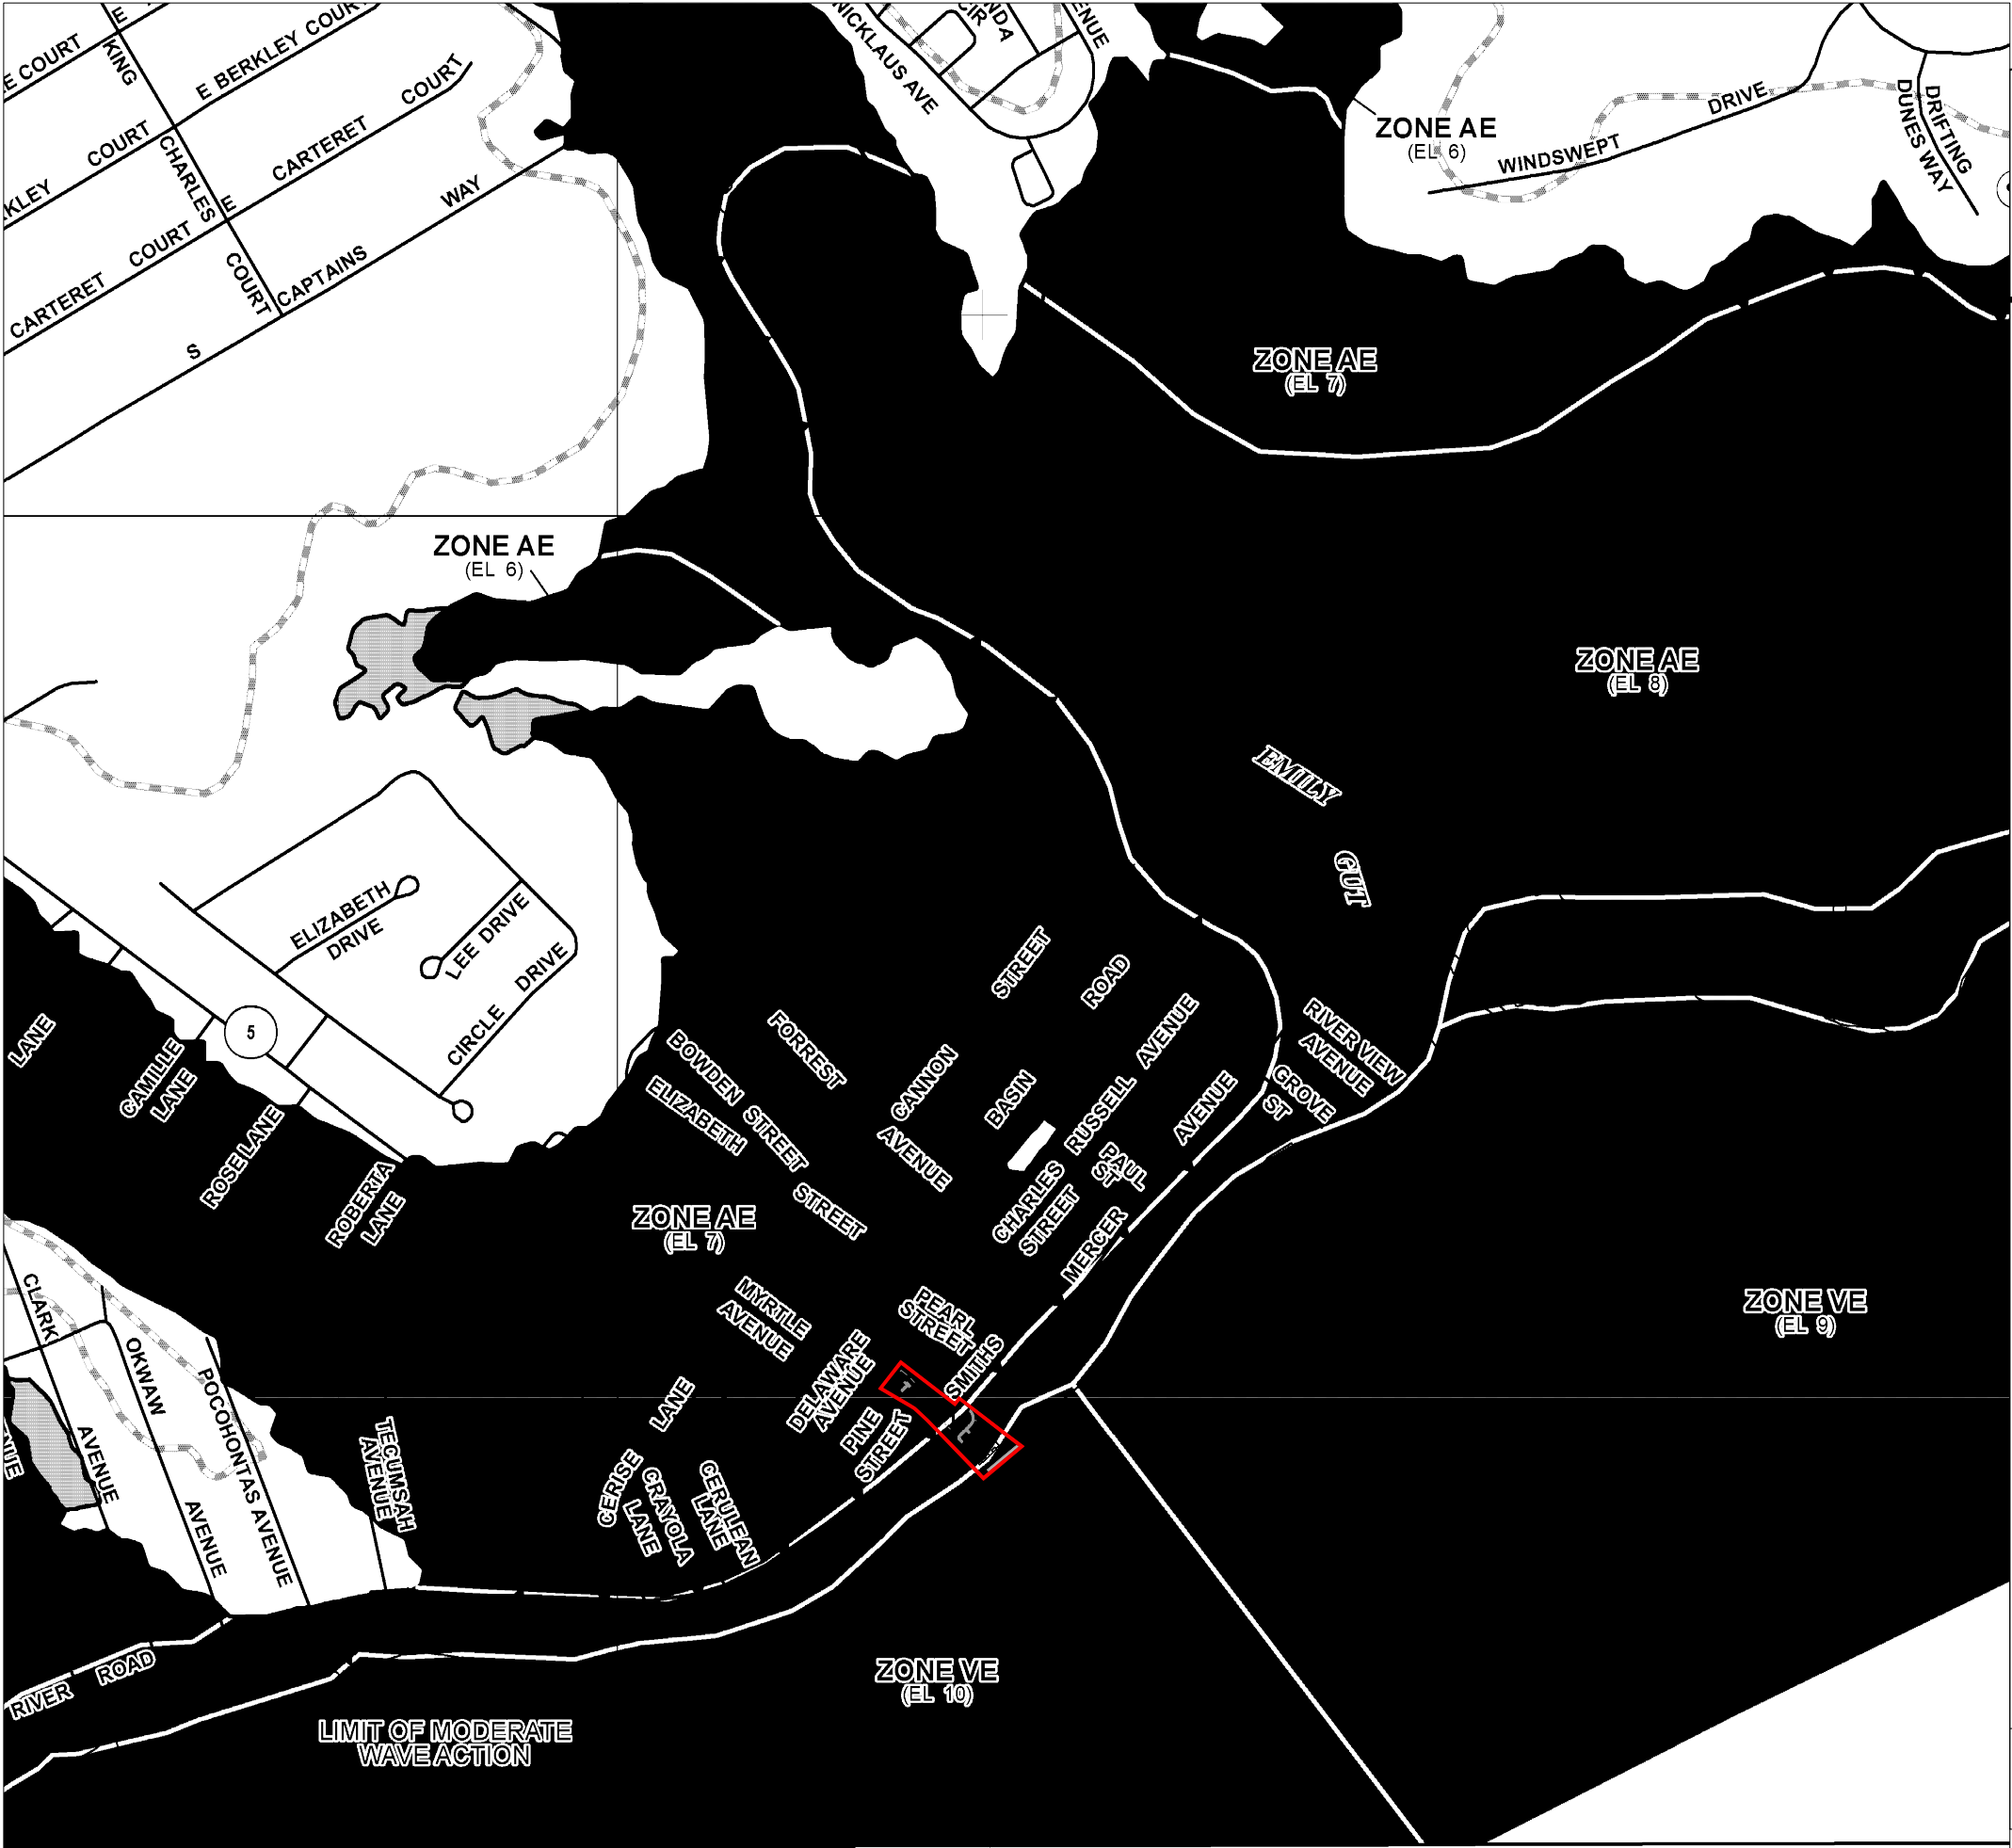 E COURT
E
KING
E BERKLEY COURT
COURT
NICKLAUS AVE
CIR
NDA
ENUE
ZONE AE
(EL 6)
WINDSWEPT
DRIVE
DRIFTING
DUNES WAY
KLEY
COURT
CHARLES
CARTERET
E
WAY
CARTERET
COURT
COURT
CAPTAINS
S
ZONE AE
(EL 7)
ZONE AE
(EL 6)
ZONE AE
(EL 8)
EMILY
GUT
ELIZABETH
DRIVE
LEE DRIVE
CIRCLE
DRIVE
5
LANE
CAMILLE
LANE
ROSE LANE
ROBERTA
LANE
STREET
ROAD
FORREST
BOWDEN
STREET
ELIZABETH
STREET
CANNON
AVENUE
BASIN
RUSSELL
AVENUE
CHARLES
STREET
PAUL
ST
AVENUE
MERCER
RIVER VIEW
AVENUE
GROVE
ST
ZONE AE
(EL 7)
ZONE VE
(EL 9)
MYRTLE
AVENUE
PEARL
STREET
SMITHS
DELAWARE
AVENUE
PINE
STREET
LANE
CERISE
CRAYOLA
LANE
CERULEAN
LANE
CLARK
AVENUE
OKWAW
AVENUE
POCOHONTAS AVENUE
TECUMSAH
AVENUE
NUE
RIVER
ROAD
ZONE VE
(EL 10)
LIMIT OF MODERATE
WAVE ACTION